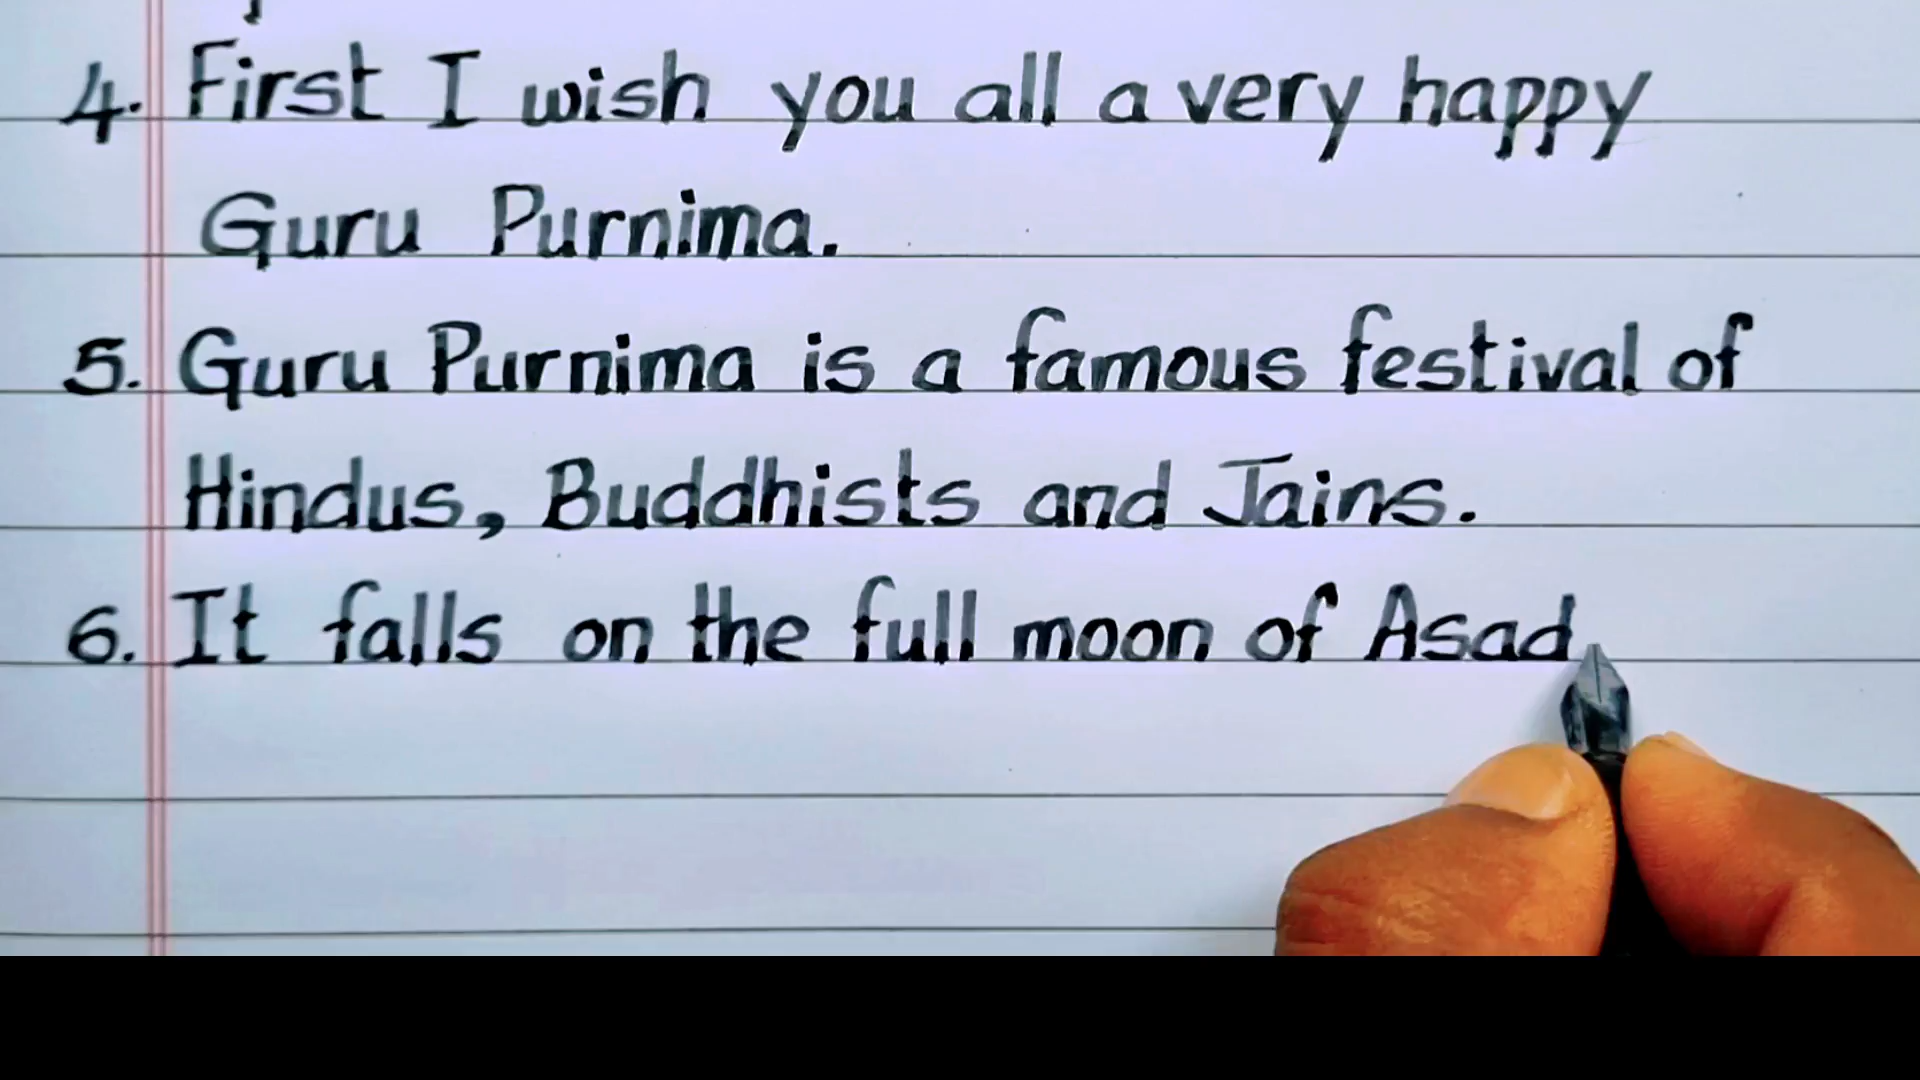 4. First I wish you all a very happy
Guru Purnima.
5. Guru Purnima is a famous festival of
Hindus, Buddhists and Jains.
6. It falls on the full moon of Asad